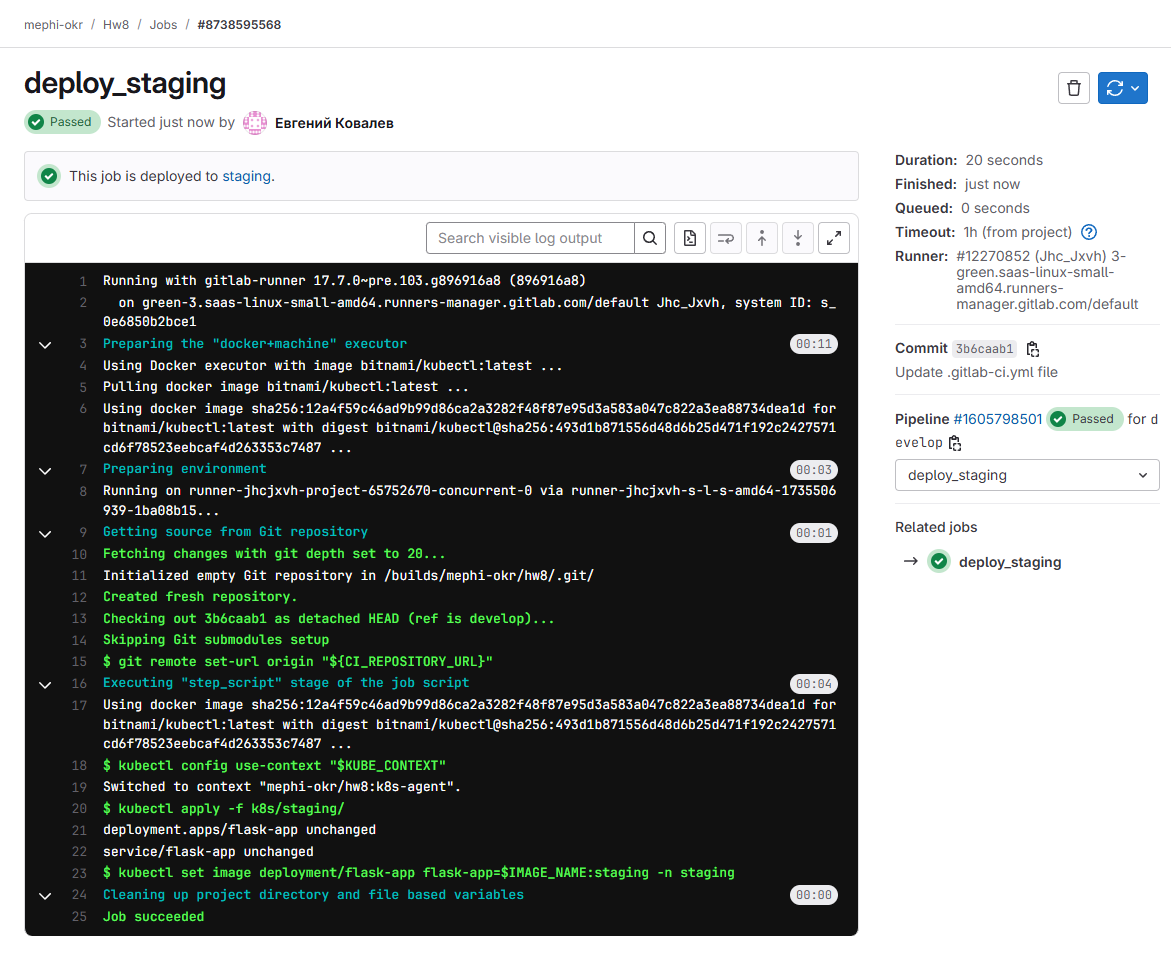 mephi-okr / Hw8 / Jobs / #8738595568
deploy_staging
Passed Started just now by Евгений Ковалев
This job is deployed to staging.
Search visible log output
1 Running with gitlab-runner 17.7.0~pre.103.g896916a8 (896916a8)
2 on green-3.saas-linux-small-amd64.runners-manager.gitlab.com/default Jhc_Jxvh, system ID: s_
0e6850b2bce1
3 Preparing the "docker+machine" executor 00:11
4 Using Docker executor with image bitnami/kubectl:latest ...
5 Pulling docker image bitnami/kubectl:latest ...
6 Using docker image sha256:12a4f59c46ad9b99d86ca2a3282f48f87e95d3a583a047c822a3ea88734dea1d for
bitnami/kubectl:latest with digest bitnami/kubectl@sha256:493d1b871556d48d6b25d471f192c2427571
cd6f78523eebcaf4d263353c7487 ...
7 Preparing environment 00:03
8 Running on runner-jhcjxvh-project-65752670-concurrent-0 via runner-jhcjxvh-s-l-s-amd64-1735506
939-1ba08b15...
9 Getting source from Git repository 00:01
10 Fetching changes with git depth set to 20...
11 Initialized empty Git repository in /builds/mephi-okr/hw8/.git/
12 Created fresh repository.
13 Checking out 3b6caab1 as detached HEAD (ref is develop)...
14 Skipping Git submodules setup
15 $ git remote set-url origin "${CI_REPOSITORY_URL}"
16 Executing "step_script" stage of the job script 00:04
17 Using docker image sha256:12a4f59c46ad9b99d86ca2a3282f48f87e95d3a583a047c822a3ea88734dea1d for
bitnami/kubectl:latest with digest bitnami/kubectl@sha256:493d1b871556d48d6b25d471f192c2427571
cd6f78523eebcaf4d263353c7487 ...
18 $ kubectl config use-context "$KUBE_CONTEXT"
19 Switched to context "mephi-okr/hw8:k8s-agent".
20 $ kubectl apply -f k8s/staging/
21 deployment.apps/flask-app unchanged
22 service/flask-app unchanged
23 $ kubectl set image deployment/flask-app flask-app=$IMAGE_NAME:staging -n staging
24 Cleaning up project directory and file based variables 00:00
25 Job succeeded
Duration: 20 seconds
Finished: just now
Queued: 0 seconds
Timeout: 1h (from project)
Runner: #12270852 (Jhc_Jxvh) 3-
green.saas-linux-small-
amd64.runners-
manager.gitlab.com/default
Commit 3b6caab1
Update .gitlab-ci.yml file
Pipeline #1605798501 Passed for d
evelop
deploy_staging
Related jobs
deploy_staging